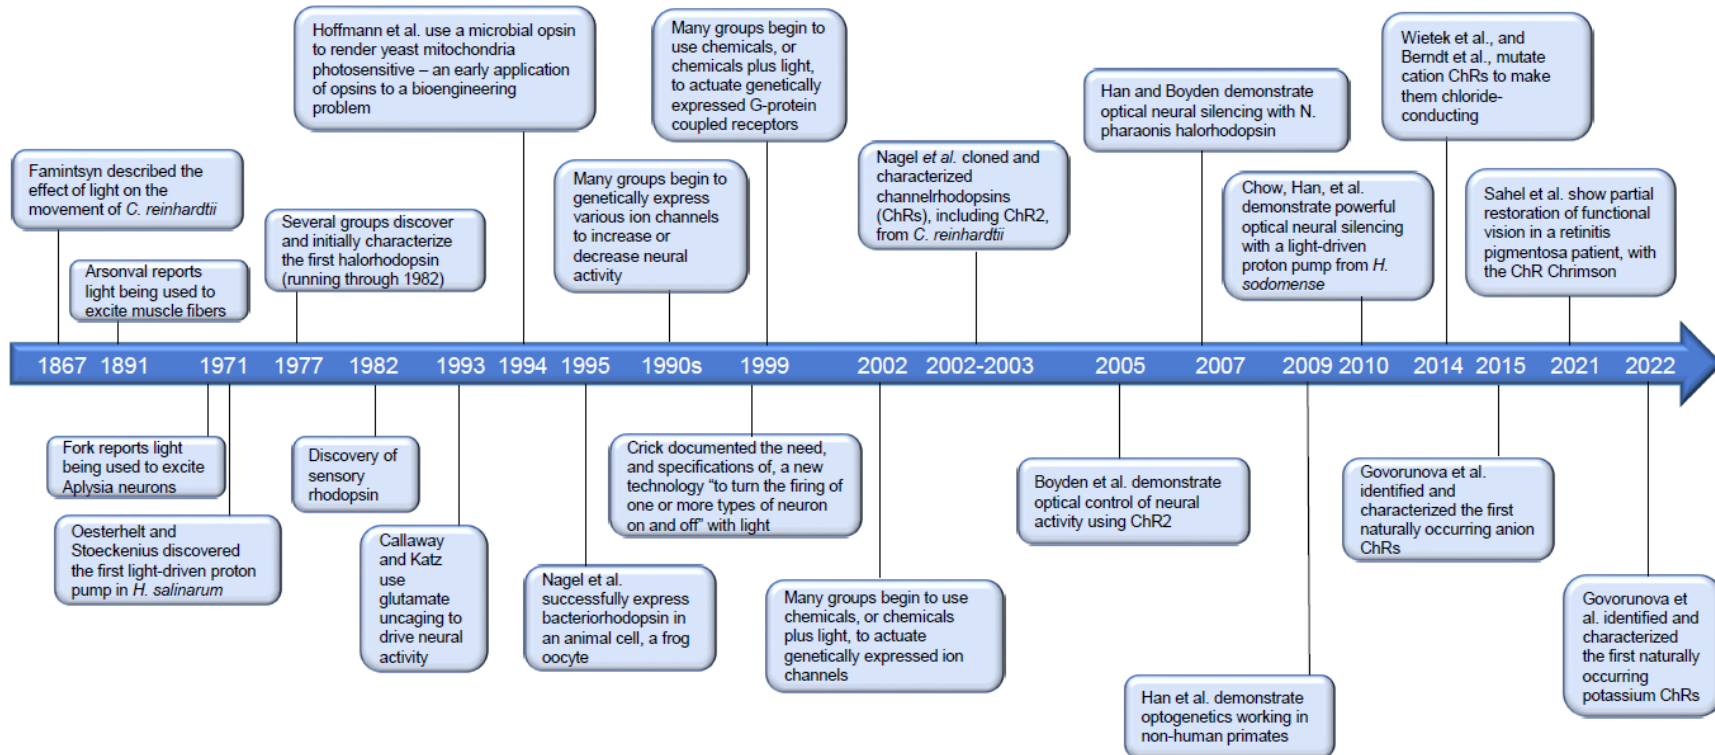 Hoffmann et al. use a microbial opsin
to render yeast mitochondria
photosensitive – an early application
of opsins to a bioengineering
problem
Many groups begin to
use chemicals, or
chemicals plus light,
to actuate genetically
expressed G-protein
coupled receptors
Wietek et al., and
Berndt et al., mutate
cation ChRs to make
them chloride-
conducting
Han and Boyden demonstrate
optical neural silencing with N.
pharaonis halorhodopsin
Famintsyn described the
effect of light on the
movement of C. reinhardtii
Many groups begin to
genetically express
various ion channels
to increase or
decrease neural
activity
Nagel et al. cloned and
characterized
channelrhodopsins
(ChRs), including ChR2,
from C. reinhardtii
Chow, Han, et al.
demonstrate powerful
optical neural silencing
with a light-driven
proton pump from H.
sodomense
Sahel et al. show partial
restoration of functional
vision in a retinitis
pigmentosa patient, with
the ChR Chrimson
Several groups discover
and initially characterize
the first halorhodopsin
(running through 1982)
Arsonval reports
light being used to
excite muscle fibers
1867 1891 1971 1977 1982 1993 1994 1995 1990s 1999 2002 2002-2003 2005 2007 2009 2010 2014 2015 2021 2022
Fork reports light
being used to excite
Aplysia neurons
Discovery of
sensory
rhodopsin
Crick documented the need,
and specifications of, a new
technology “to turn the firing of
one or more types of neuron
on and off” with light
Boyden et al. demonstrate
optical control of neural
activity using ChR2
Govorunova et al.
identified and
characterized the first
naturally occurring anion
ChRs
Oesterhelt and
Stoeckenius discovered
the first light-driven proton
pump in H. salinarum
Callaway
and Katz
use
glutamate
uncaging to
drive neural
activity
Nagel et al.
successfully express
bacteriorhodopsin in
an animal cell, a frog
oocyte
Many groups begin to use
chemicals, or chemicals
plus light, to actuate
genetically expressed ion
channels
Govorunova et
al. identified and
characterized
the first naturally
occurring
potassium ChRs
Han et al. demonstrate
optogenetics working in
non-human primates